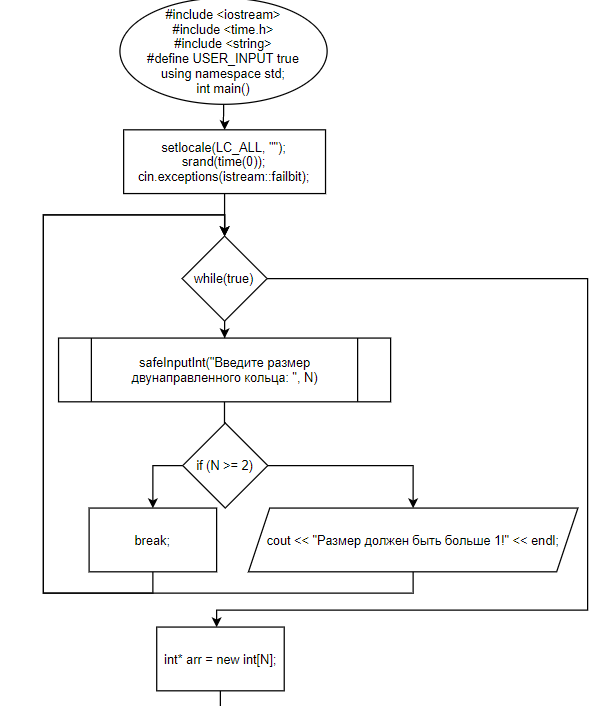 #include <iostream>
#include <time.h>
#include <string>
#define USER_INPUT true
using namespace std;
int main()
setlocale(LC_ALL, "");
srand(time(0));
cin.exceptions(istream::failbit);
while(true)
safeInputInt("Введите размер
двунаправленного кольца: ", N)
if (N >= 2)
break;
cout << "Размер должен быть больше 1!" << endl;
int* arr = new int[N];